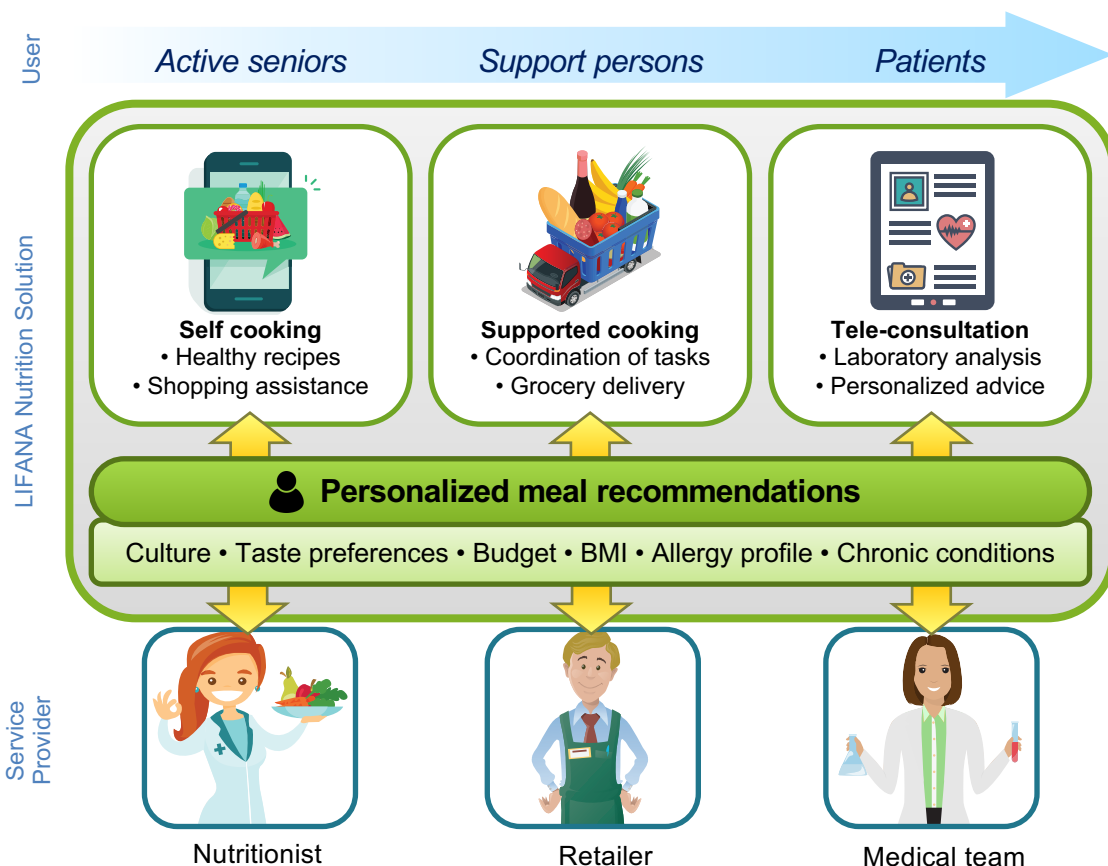 User
Active seniors
Support persons
Patients
LIFANA Nutrition Solution
Self cooking
• Healthy recipes
• Shopping assistance
Supported cooking
• Coordination of tasks
• Grocery delivery
Tele-consultation
• Laboratory analysis
• Personalized advice
Personalized meal recommendations
Culture • Taste preferences • Budget • BMI • Allergy profile • Chronic conditions
Service
Provider
Nutritionist
Retailer
Medical team